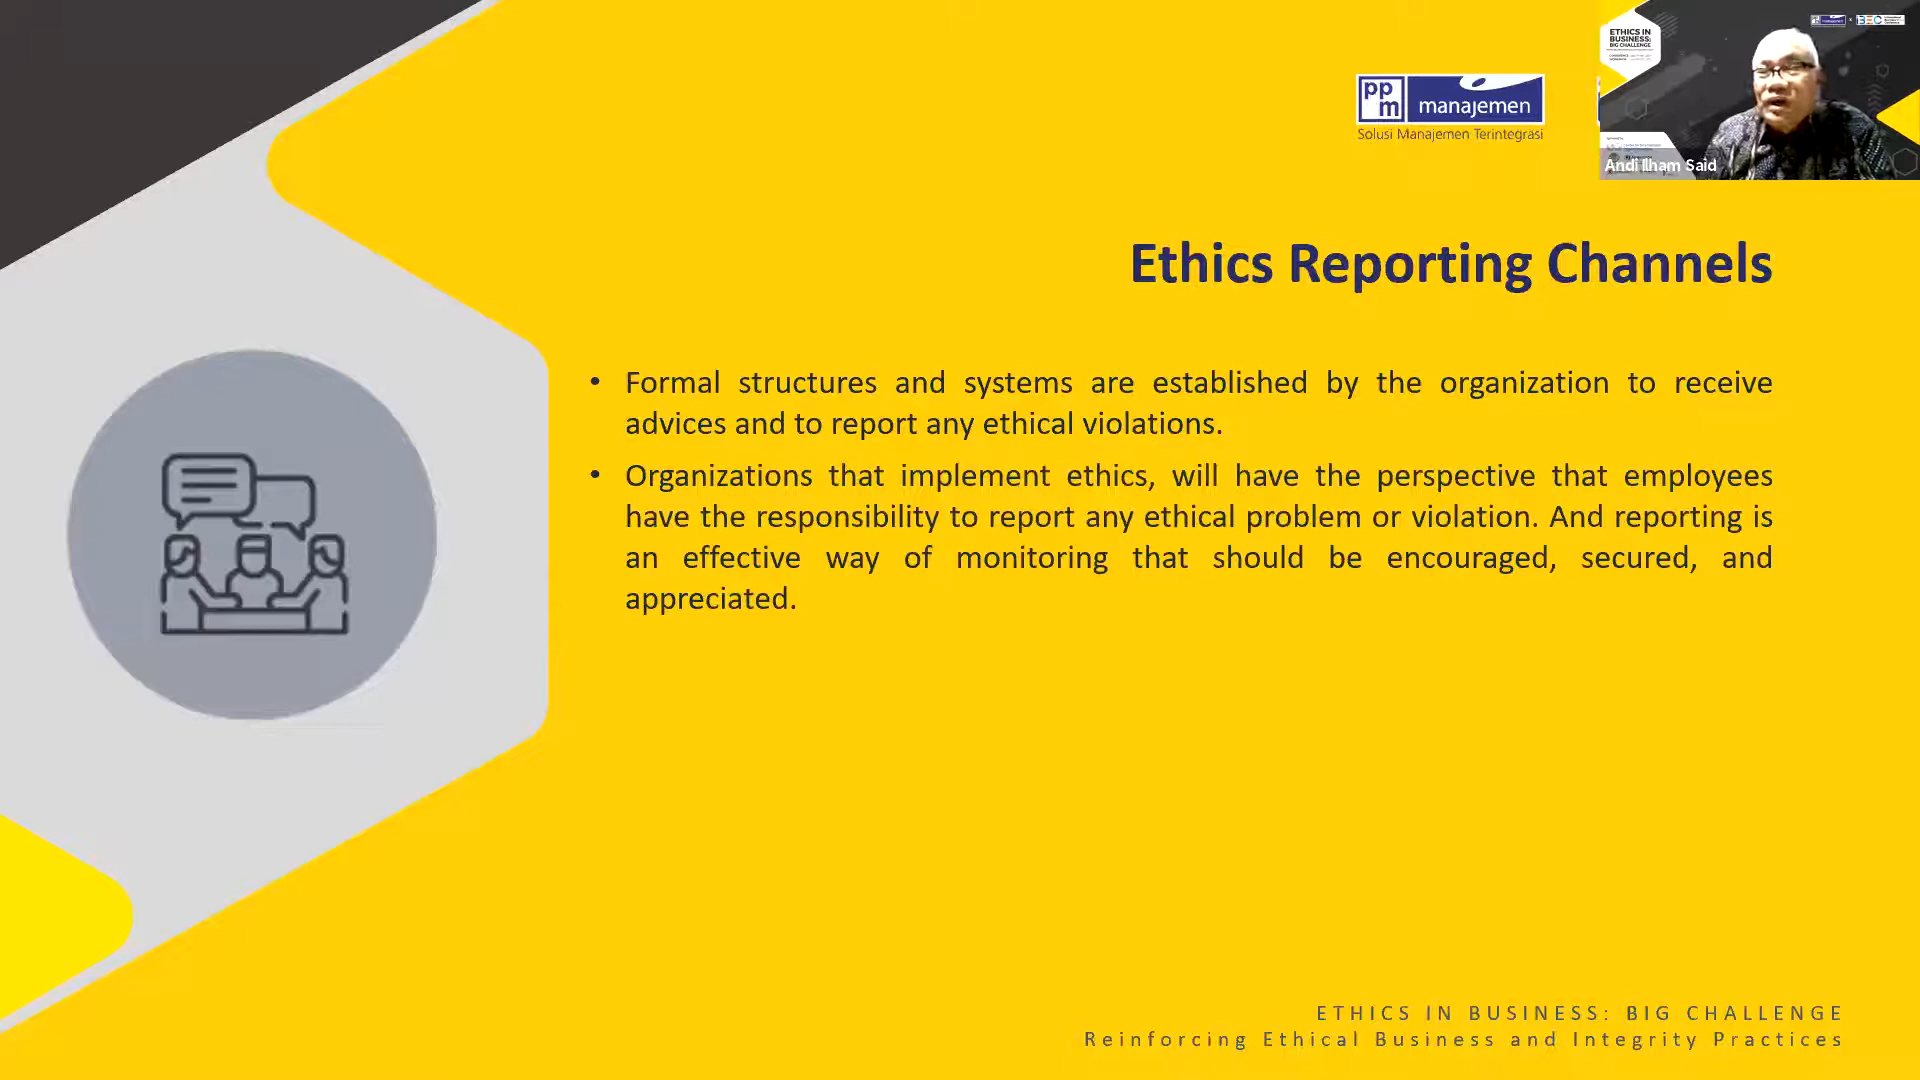 ETHICS IN
BUSINESS:
BIG CHALLENGE
ppm manajemen
Solusi Manajemen Terintegrasi
Andi Ilham Said
Ethics Reporting Channels
• Formal structures and systems are established by the organization to receive
advices and to report any ethical violations.
• Organizations that implement ethics, will have the perspective that employees
have the responsibility to report any ethical problem or violation. And reporting is
an effective way of monitoring that should be encouraged, secured, and
appreciated.
ETHICS IN BUSINESS: BIG CHALLENGE
Reinforcing Ethical Business and Integrity Practices